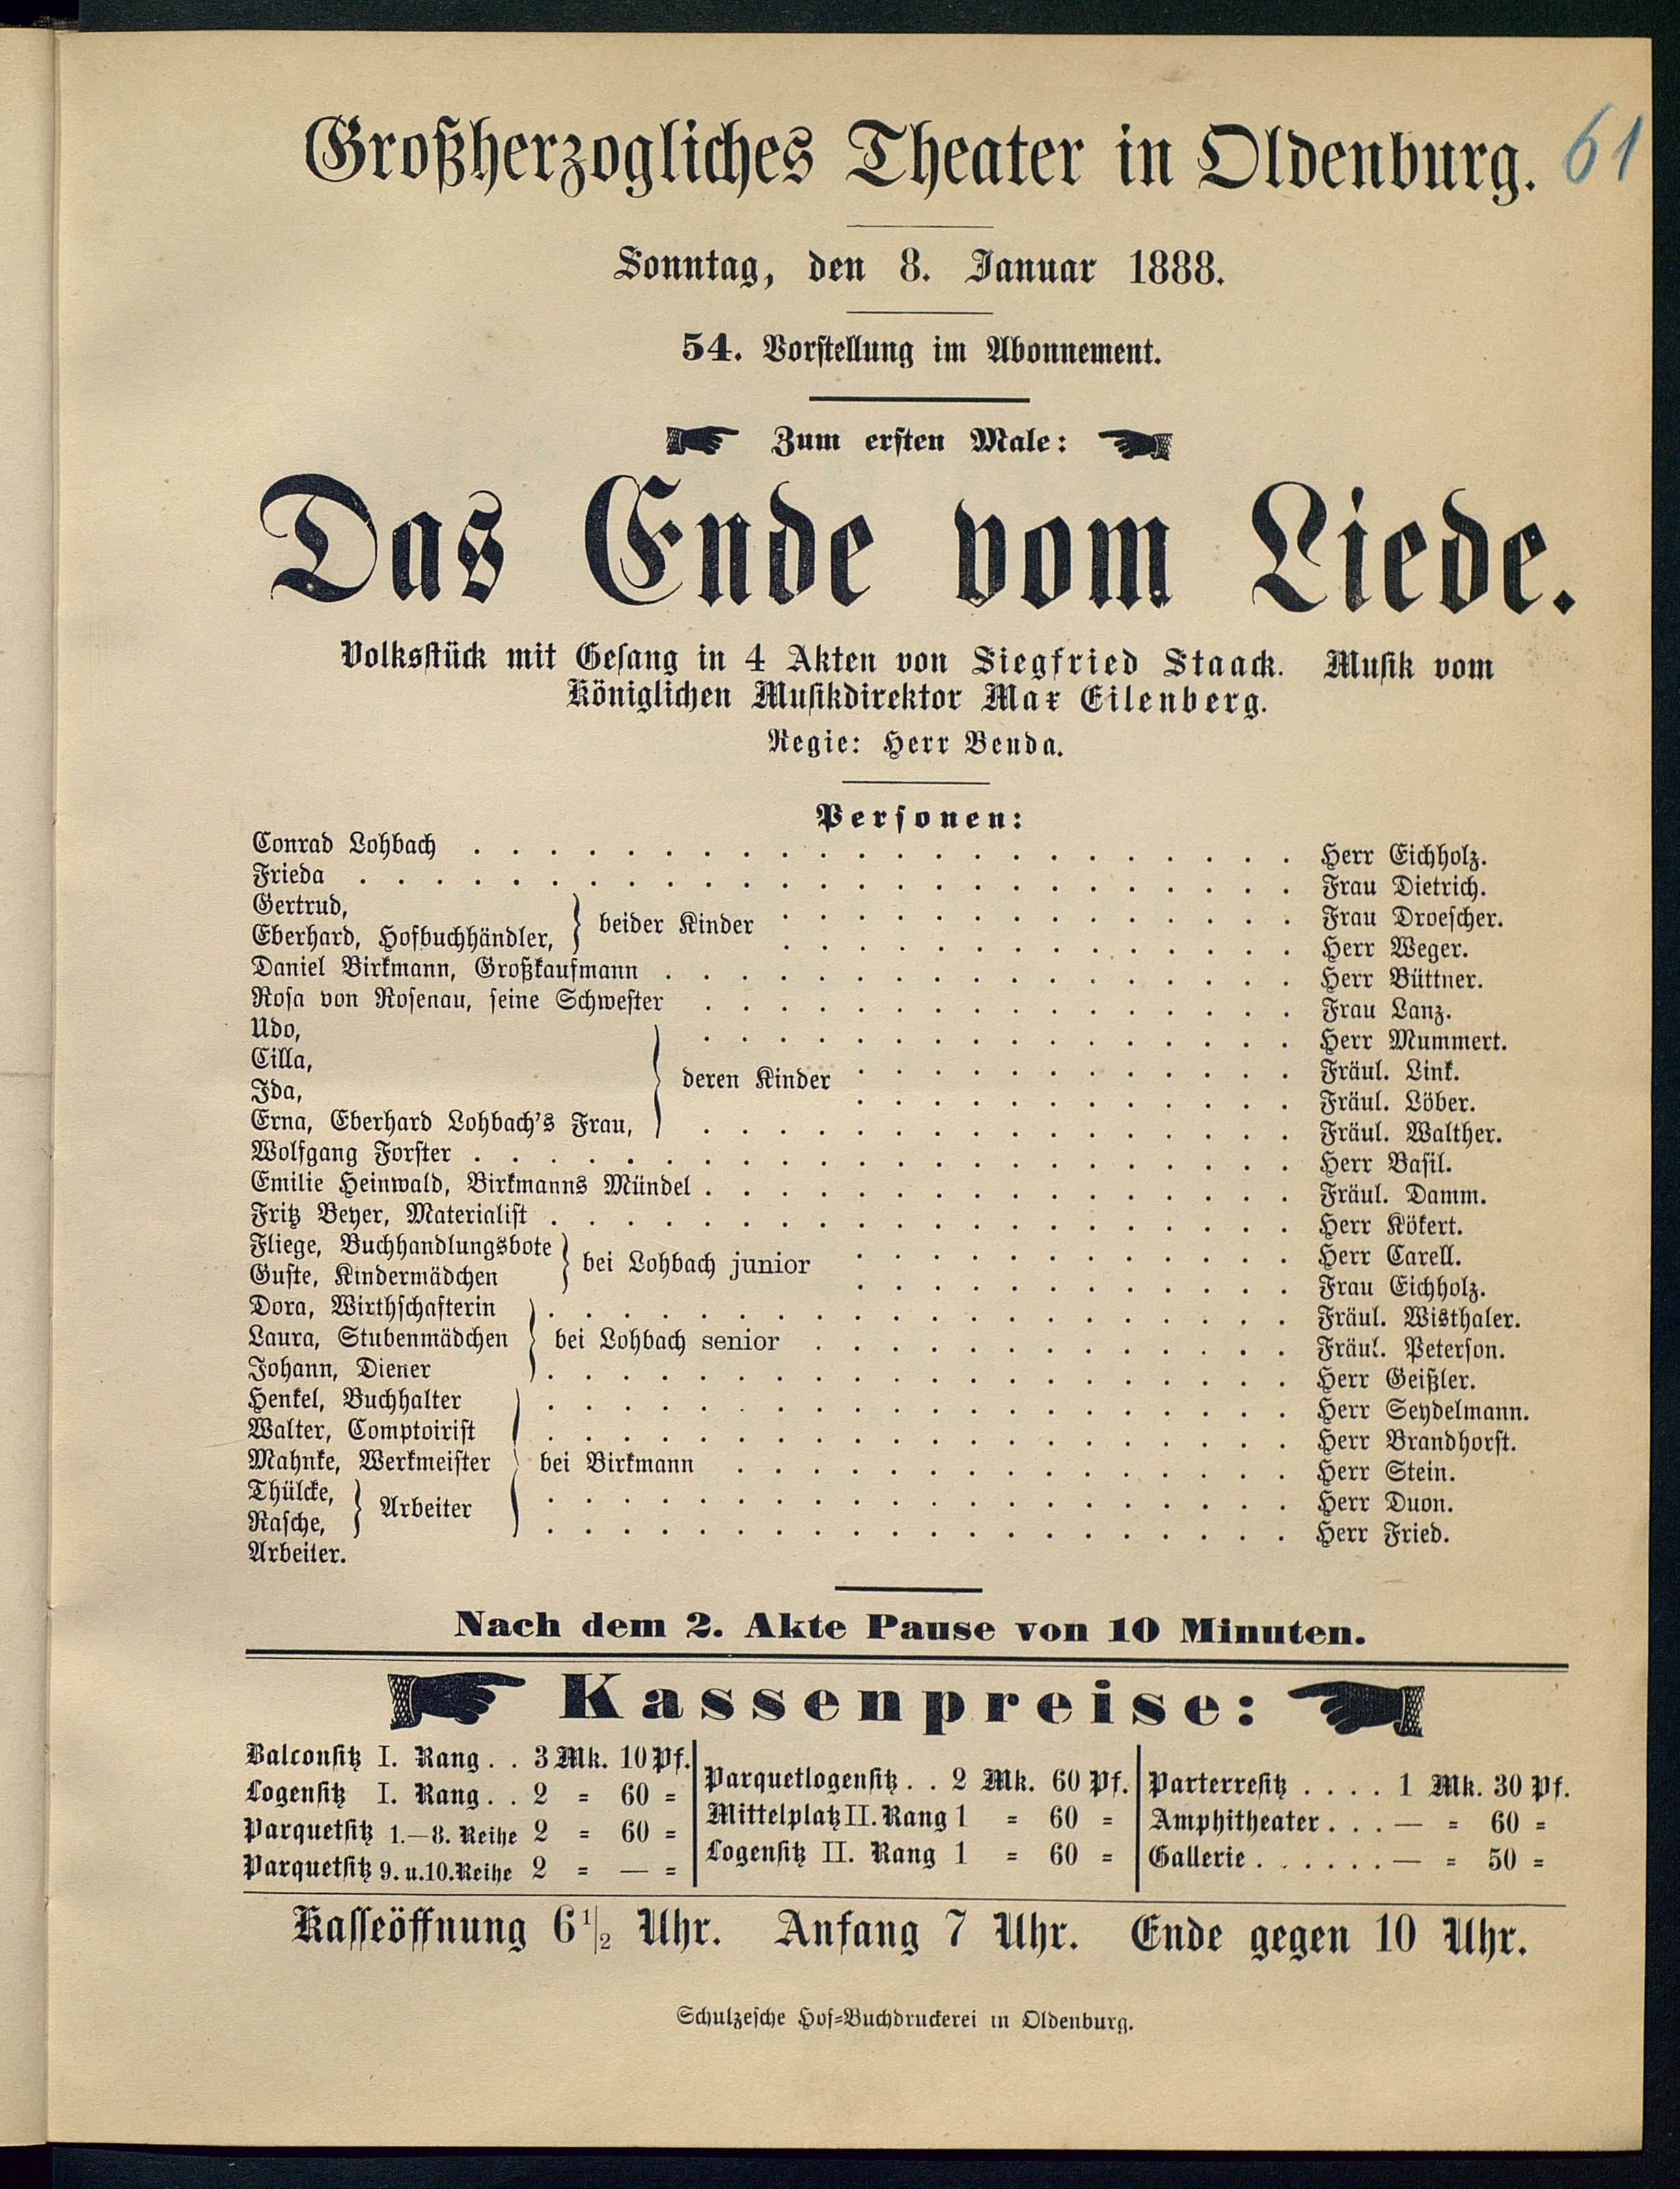 Großherzogliches Theater in Oldenburg. 61
Sonntag, den 8. Januar 1888.
54. Vorstellung im Abonnement.
Zum ersten Male:
Das Ende vom Liede.
Volksstück mit Gesang in 4 Akten von Siegfried Staack. Musik vom
Königlichen Musikdirektor Max Eilenberg.
Regie: Herr Benda.
Personen:
Conrad Lohbach . . . . . Herr Eichholz.
Frieda . . . . . Frau Dietrich.
Gertrud, } beider Kinder . . . . . Frau Droescher.
Eberhard, Hofbuchhändler, } . . . . . Herr Weger.
Daniel Birkmann, Großkaufmann . . . . . Herr Büttner.
Rosa von Rosenau, seine Schwester . . . . . Frau Lanz.
Udo, } . . . . . Herr Mummert.
Cilla, } deren Kinder . . . . . Fräul. Link.
Ida, } . . . . . Fräul. Löber.
Erna, Eberhard Lohbach's Frau, } . . . . . Fräul. Walther.
Wolfgang Forster . . . . . Herr Basil.
Emilie Heinwald, Birkmanns Mündel . . . . . Fräul. Damm.
Fritz Beyer, Materialist . . . . . Herr Kökert.
Fliege, Buchhandlungsbote } bei Lohbach junior . . . . . Herr Carell.
Guste, Kindermädchen } . . . . . Frau Eichholz.
Dora, Wirthschafterin } . . . . . Fräul. Wisthaler.
Laura, Stubenmädchen } bei Lohbach senior . . . . . Fräul. Peterson.
Johann, Diener } . . . . . Herr Geißler.
Henkel, Buchhalter } . . . . . Herr Seydelmann.
Walter, Comptoirist } . . . . . Herr Brandhorst.
Mahnke, Werkmeister } bei Birkmann . . . . . Herr Stein.
Thülcke, } Arbeiter } . . . . . Herr Duon.
Rasche, } . . . . . Herr Fried.
Arbeiter.
Nach dem 2. Akte Pause von 10 Minuten.
Kassenpreise:
Balconsitz I. Rang . . 3 Mk. 10 Pf.
Logensitz I. Rang . . 2 = 60 =
Parquetsitz 1.—8. Reihe 2 = 60 =
Parquetsitz 9. u. 10. Reihe 2 = — =
Parquetlogensitz . . 2 Mk. 60 Pf.
Mittelplatz II. Rang 1 = 60 =
Logensitz II. Rang 1 = 60 =
Parterresitz . . . . 1 Mk. 30 Pf.
Amphitheater . . . — = 60 =
Gallerie . . . . . . — = 50 =
Kasseöffnung 6 1/2 Uhr. Anfang 7 Uhr. Ende gegen 10 Uhr.
Schulzesche Hof=Buchdruckerei in Oldenburg.